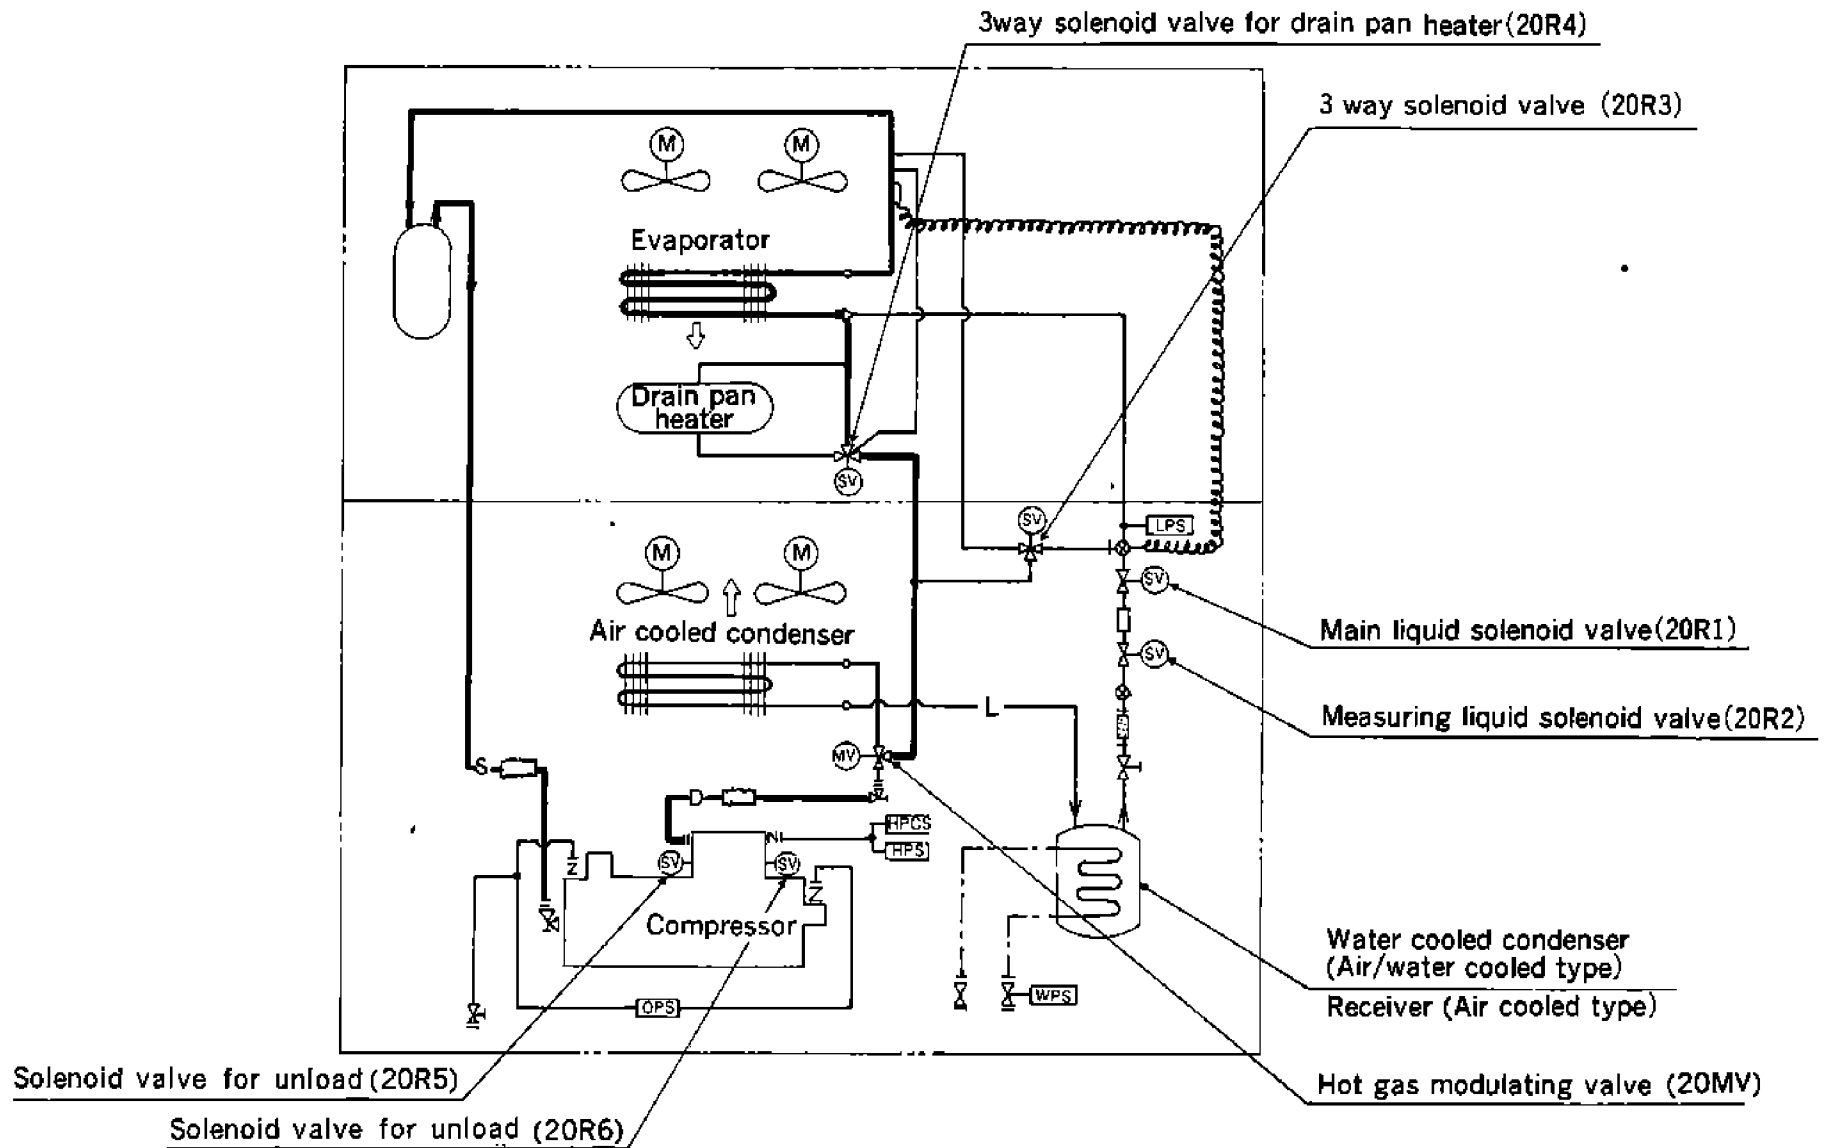 3way solenoid valve for drain pan heater(20R4)
3 way solenoid valve (20R3)
M
M
Evaporator
Drain pan
heater
SV
SV
LPS
M
M
SV
Air cooled condenser
Main liquid solenoid valve(20R1)
SV
L
Measuring liquid solenoid valve(20R2)
MV
S
D
HPCS
HPS
SV
SV
Compressor
Water cooled condenser
(Air/water cooled type)
WPS
Receiver (Air cooled type)
OPS
Solenoid valve for unload(20R5)
Hot gas modulating valve (20MV)
Solenoid valve for unload (20R6)